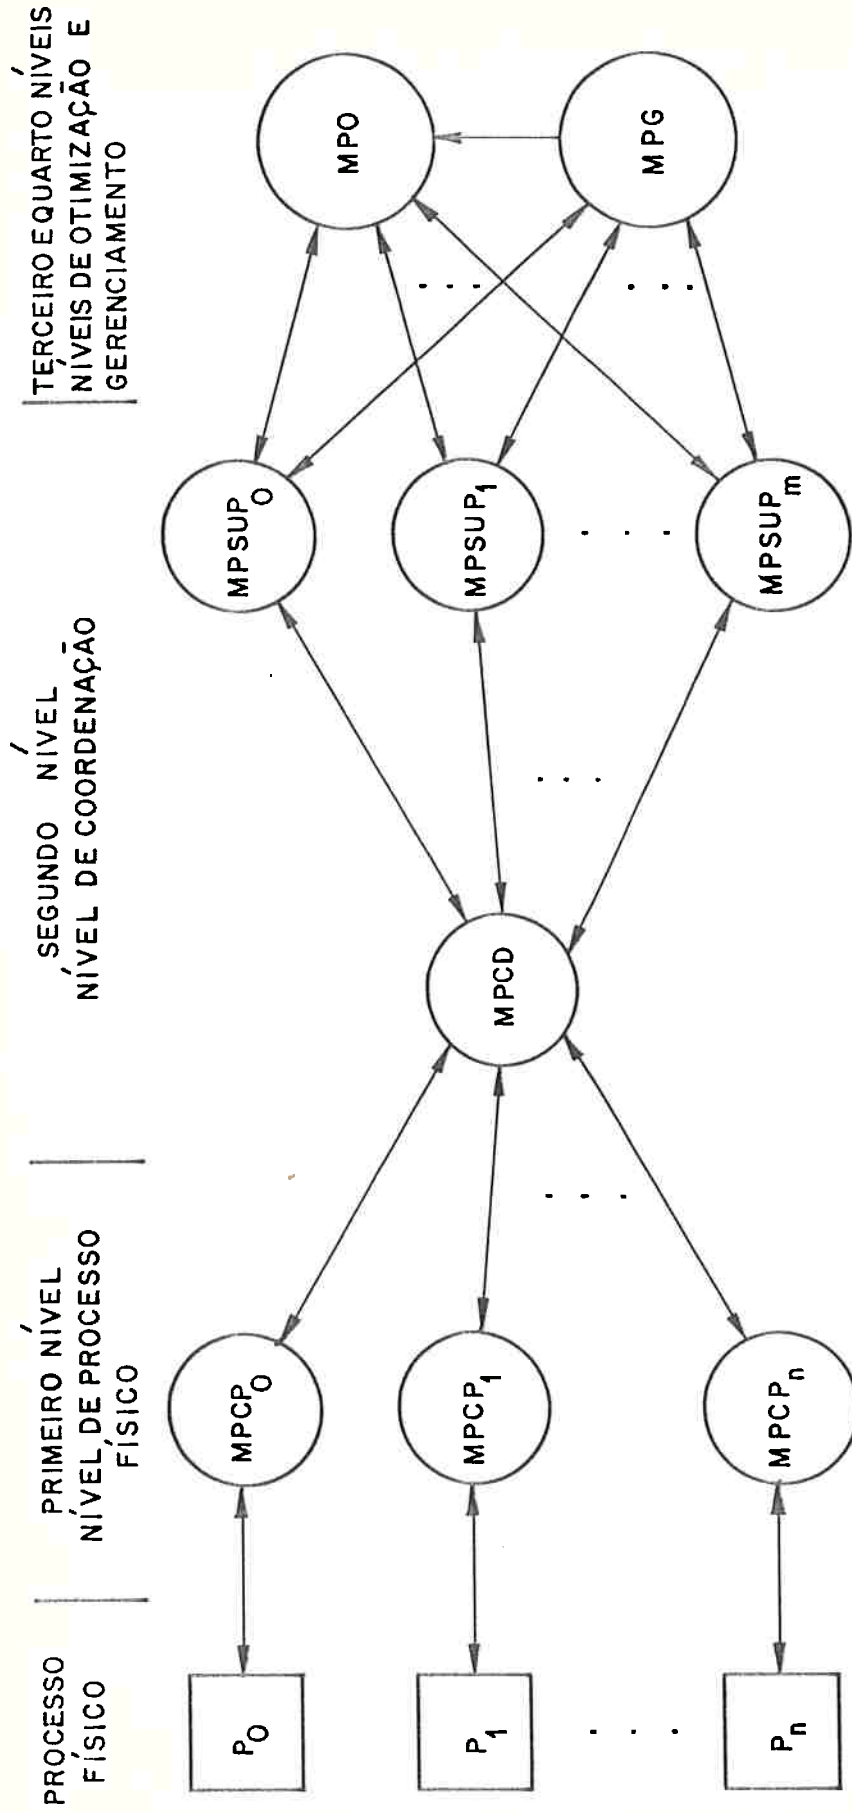 PROCESSO
FÍSICO
PRIMEIRO NÍVEL
NÍVEL DE PROCESSO
FÍSICO
SEGUNDO NÍVEL
NÍVEL DE COORDENAÇÃO
TERCEIRO E QUARTO NÍVEIS
NÍVEIS DE OTIMIZAÇÃO E
GERENCIAMENTO
P0
MPCP0
MPSUP0
MPO
P1
MPCP1
MPCD
MPSUP1
. . .
. . .
. . .
. . .
. . .
. . .
MPG
Pn
MPCPn
MPSUPm